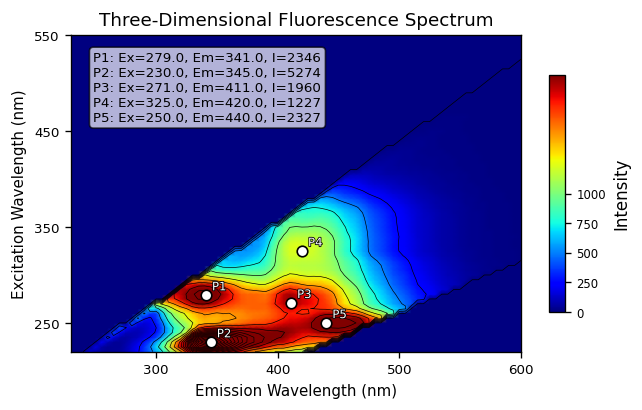 Three-Dimensional Fluorescence Spectrum
P1: Ex=279.0, Em=341.0, I=2346
P2: Ex=230.0, Em=345.0, I=5274
P3: Ex=271.0, Em=411.0, I=1960
P4: Ex=325.0, Em=420.0, I=1227
P5: Ex=250.0, Em=440.0, I=2327
550
450
350
250
Excitation Wavelength (nm)
P4
P1
P3
P5
P2
300
400
500
600
Emission Wavelength (nm)
1000
750
500
250
0
Intensity